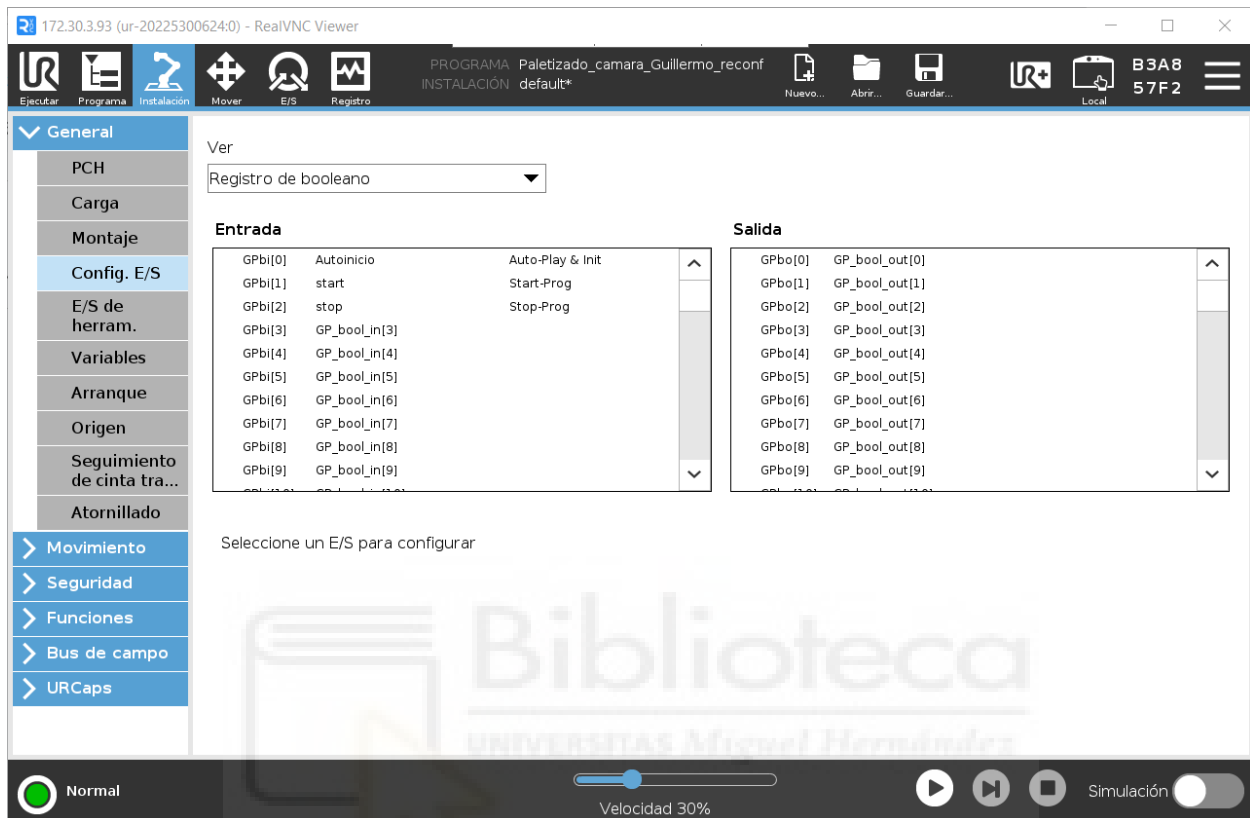 172.30.3.93 (ur-20225300624:0) - RealVNC Viewer
PROGRAMA Paletizado_camara_Guillermo_reconf
INSTALACIÓN default*
Ejecutar Programa Instalación Mover E/S Registro Nuevo... Abrir... Guardar... UR+ Local B3A8
57F2
General
PCH
Carga
Montaje
Config. E/S
E/S de
herram.
Variables
Arranque
Origen
Seguimiento
de cinta tra...
Atornillado
Movimiento
Seguridad
Funciones
Bus de campo
URCaps
Ver
Registro de booleano
Entrada
GPbi[0] Autoinicio Auto-Play & Init
GPbi[1] start Start-Prog
GPbi[2] stop Stop-Prog
GPbi[3] GP_bool_in[3]
GPbi[4] GP_bool_in[4]
GPbi[5] GP_bool_in[5]
GPbi[6] GP_bool_in[6]
GPbi[7] GP_bool_in[7]
GPbi[8] GP_bool_in[8]
GPbi[9] GP_bool_in[9]
Salida
GPbo[0] GP_bool_out[0]
GPbo[1] GP_bool_out[1]
GPbo[2] GP_bool_out[2]
GPbo[3] GP_bool_out[3]
GPbo[4] GP_bool_out[4]
GPbo[5] GP_bool_out[5]
GPbo[6] GP_bool_out[6]
GPbo[7] GP_bool_out[7]
GPbo[8] GP_bool_out[8]
GPbo[9] GP_bool_out[9]
Seleccione un E/S para configurar
Biblioteca
UNIVERSITAS Miguel Hernández
Normal
Velocidad 30%
Simulación